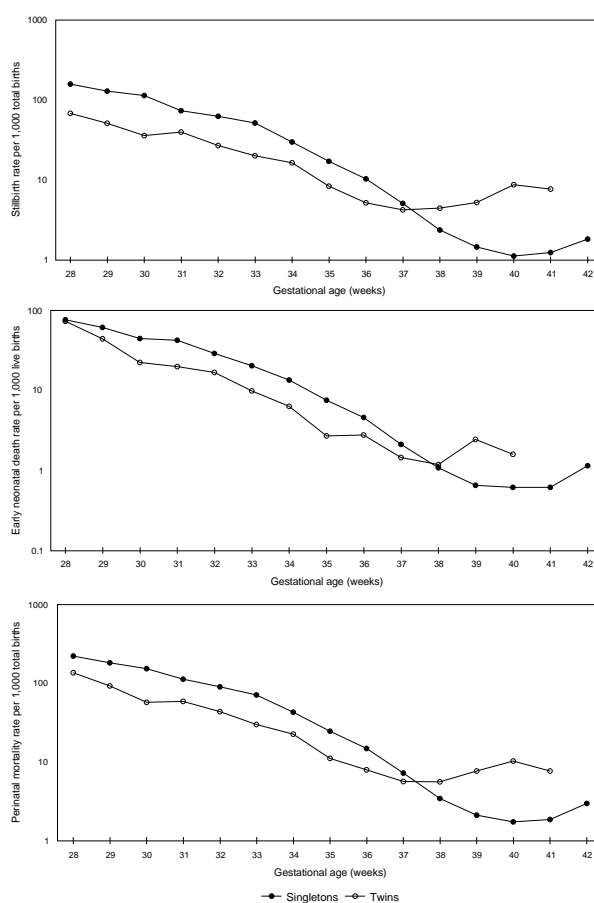 1000
100
10
1
Stillbirth rate per 1,000 total births
28 29 30 31 32 33 34 35 36 37 38 39 40 41 42
Gestational age (weeks)
100
10
1
0.1
Early neonatal death rate per 1,000 live births
28 29 30 31 32 33 34 35 36 37 38 39 40 41 42
Gestational age (weeks)
1000
100
10
1
Perinatal mortality rate per 1,000 total births
28 29 30 31 32 33 34 35 36 37 38 39 40 41 42
Gestational age (weeks)
Singletons Twins